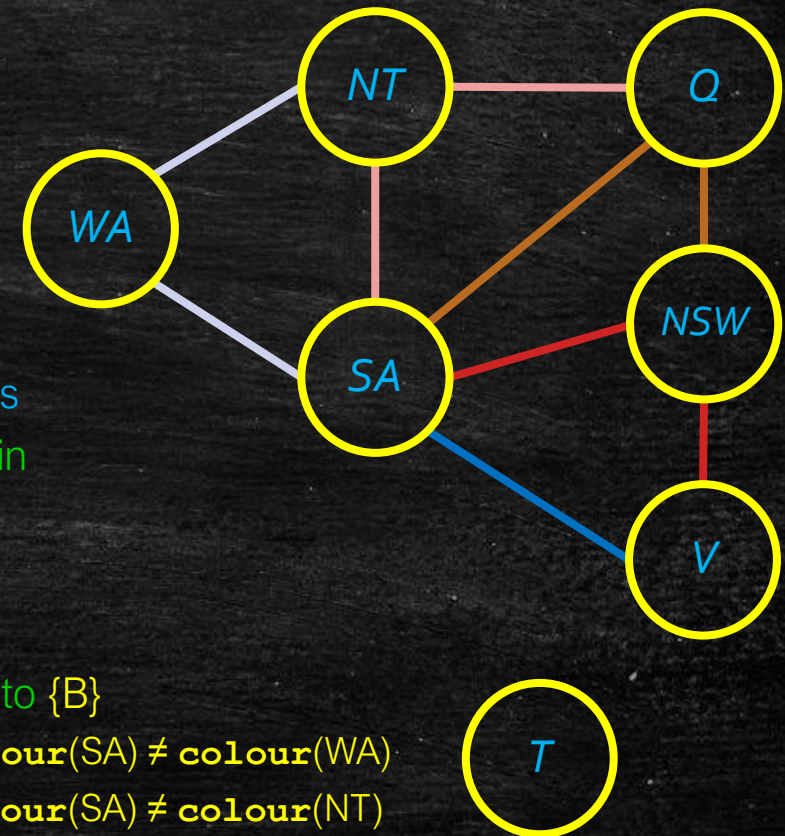 NT
Q
WA
NSW
SA
s
in
V
to {B}
our(SA) ≠ colour(WA)
T
our(SA) ≠ colour(NT)